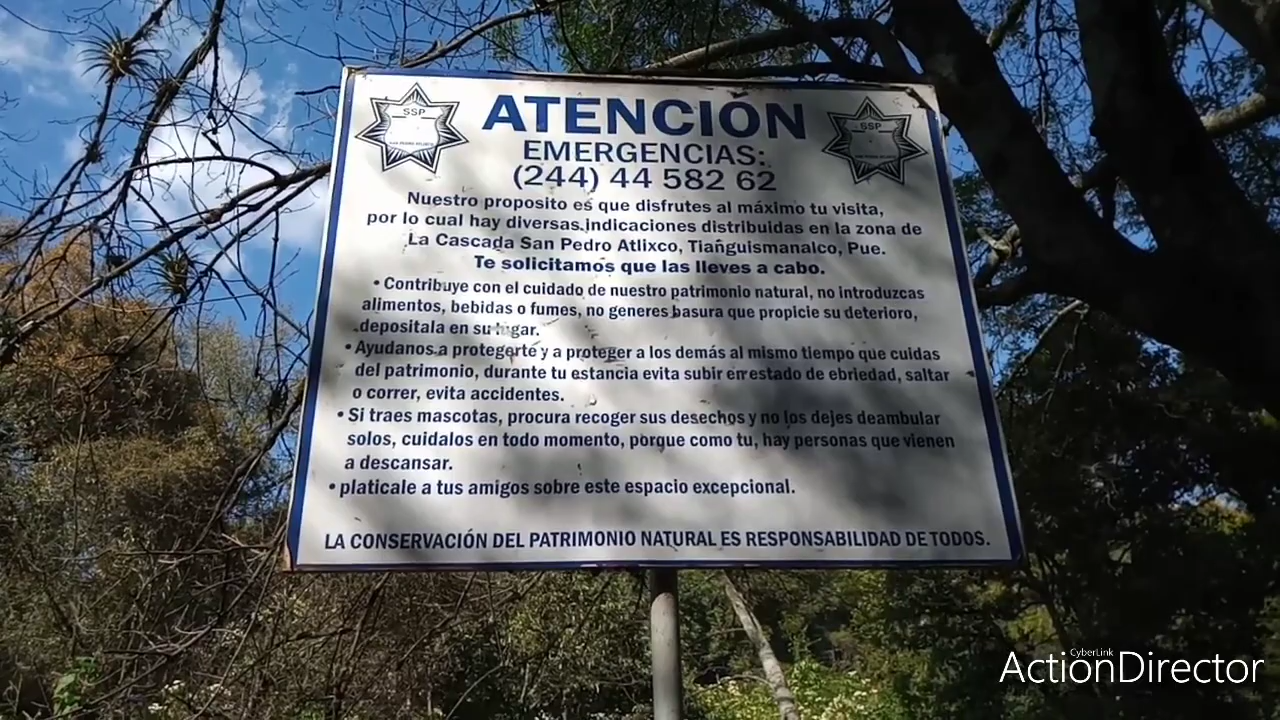 SSP
SSP
ATENCIÓN
EMERGENCIAS:
(244) 44 582 62
Nuestro proposito es que disfrutes al máximo tu visita,
por lo cual hay diversas indicaciones distribuidas en la zona de
La Cascada San Pedro Atlixco, Tianguismanalco, Pue.
Te solicitamos que las lleves a cabo.
• Contribuye con el cuidado de nuestro patrimonio natural, no introduzcas
alimentos, bebidas o fumes, no generes basura que propicie su deterioro,
depositala en su lugar.
• Ayudanos a protegerte y a proteger a los demás al mismo tiempo que cuidas
del patrimonio, durante tu estancia evita subir en estado de ebriedad, saltar
o correr, evita accidentes.
• Si traes mascotas, procura recoger sus desechos y no los dejes deambular
solos, cuidalos en todo momento, porque como tu, hay personas que vienen
a descansar.
• platicale a tus amigos sobre este espacio excepcional.
LA CONSERVACIÓN DEL PATRIMONIO NATURAL ES RESPONSABILIDAD DE TODOS.
CyberLink
ActionDirector